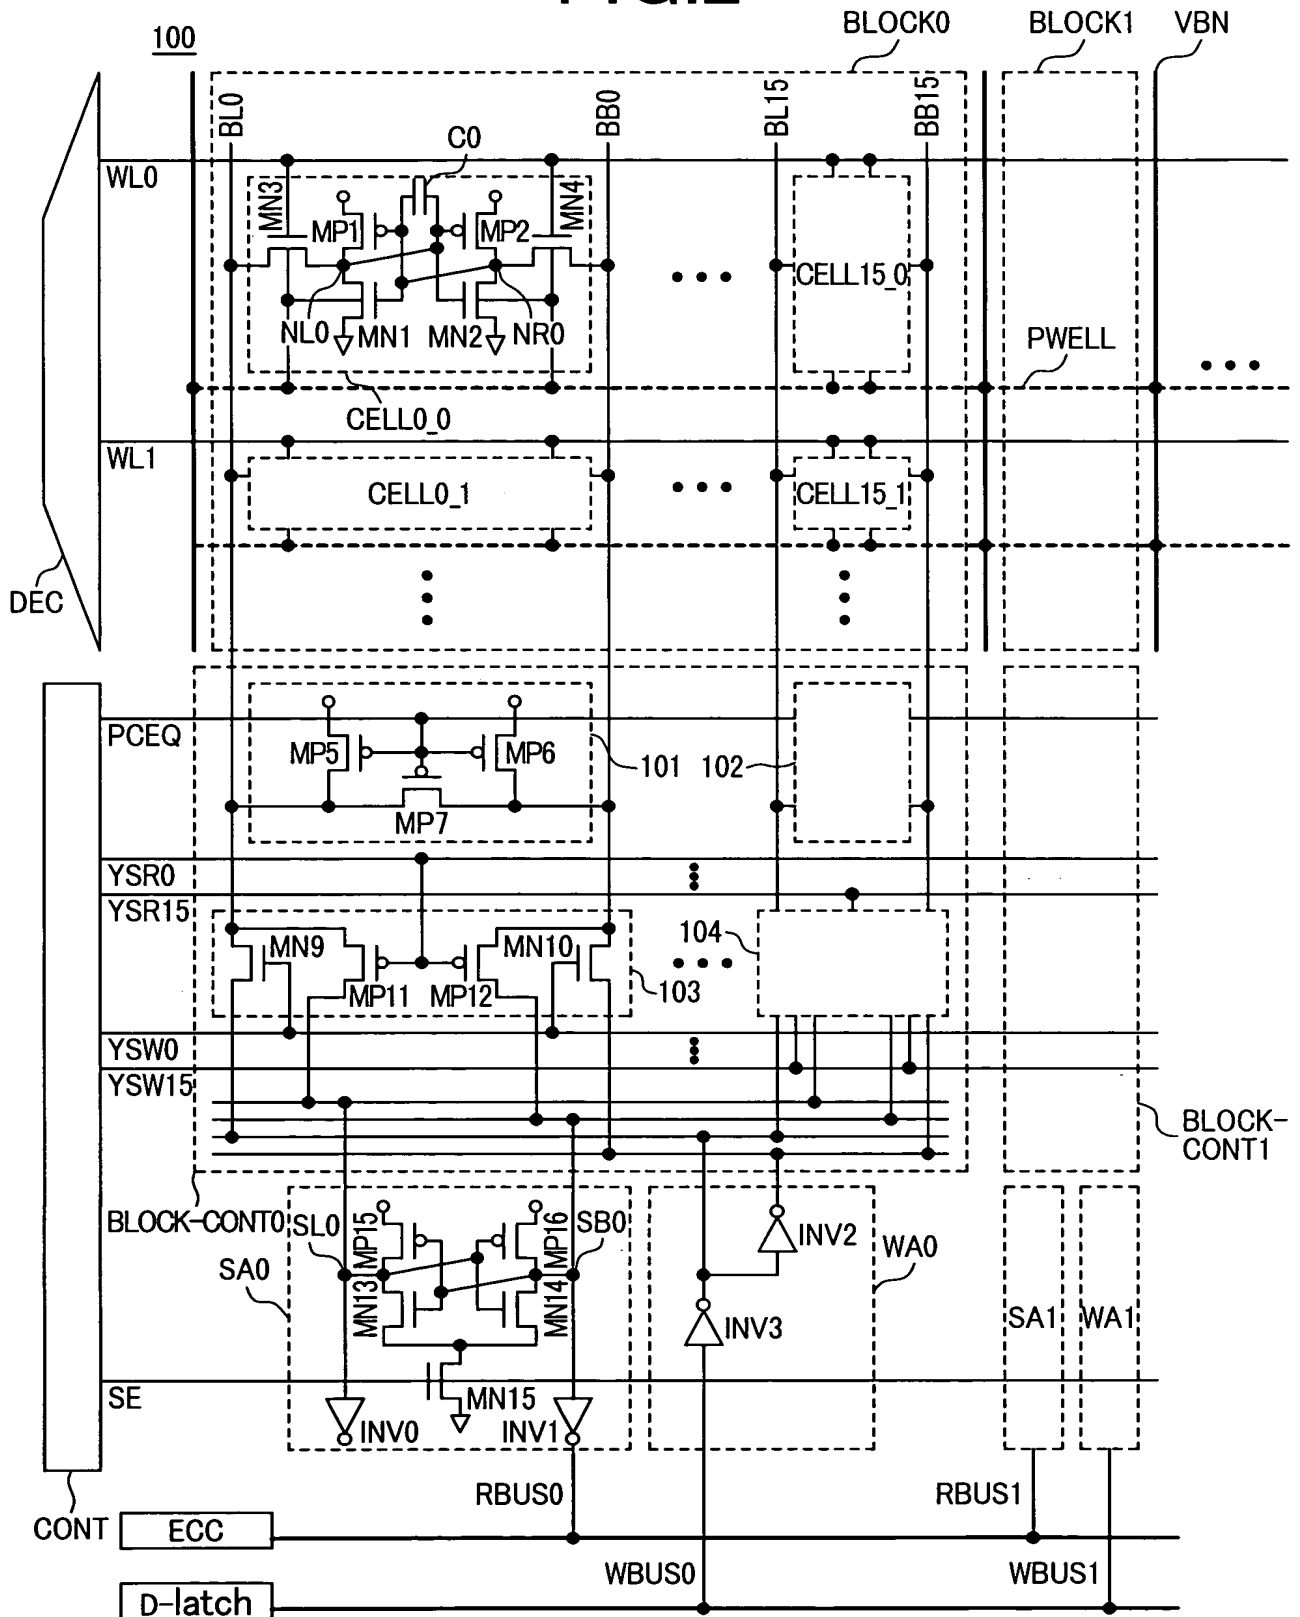 FIG.2
100
BLOCK0
BLOCK1
VBN
BL0
BB0
BL15
BB15
C0
WL0
MN3
MP1
MP2
MN4
CELL15_0
NL0
MN1
MN2
NR0
PWELL
CELL0_0
WL1
CELL0_1
CELL15_1
DEC
PCEQ
MP5
MP6
101
102
MP7
YSR0
YSR15
MN9
MN10
104
MP11
MP12
103
YSW0
YSW15
BLOCK-
CONT1
BLOCK-CONT0
SL0
MP15
MP16
SB0
INV2
WA0
SA0
MN13
MN14
INV3
SA1
WA1
SE
MN15
INV0
INV1
RBUS0
RBUS1
CONT
ECC
WBUS0
WBUS1
D-latch